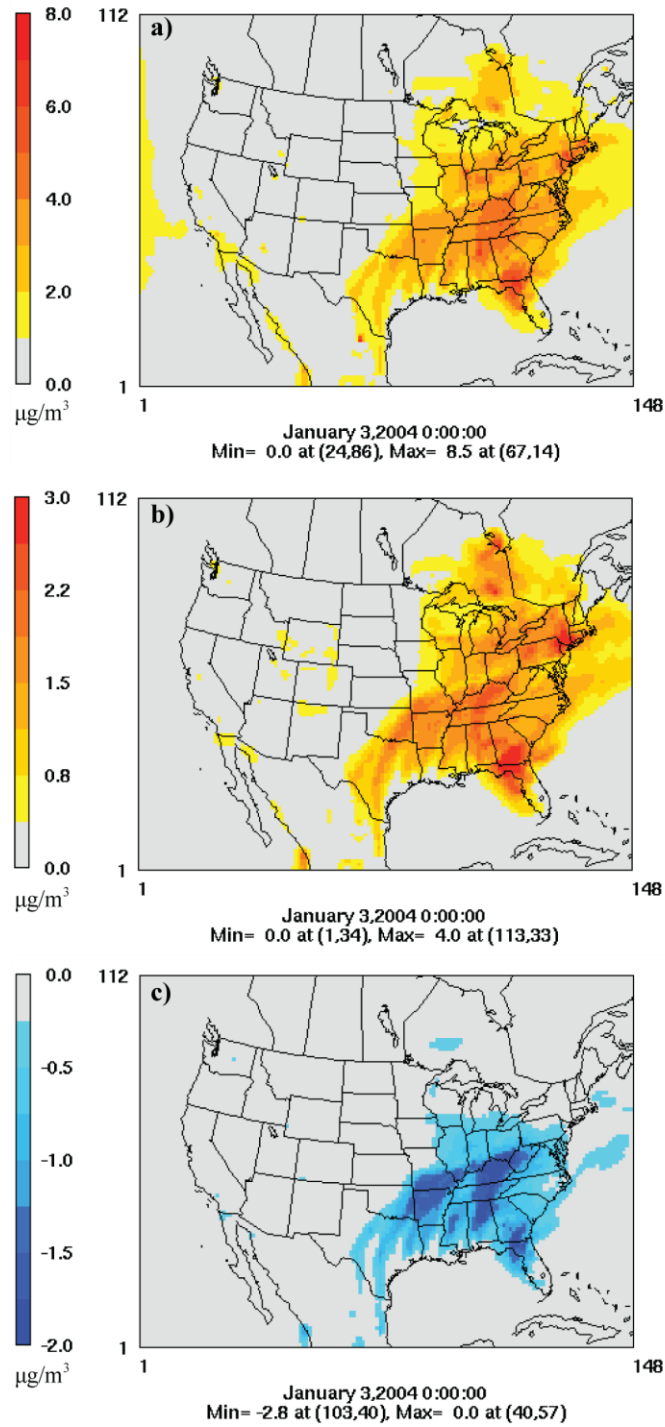 8.0
6.0
4.0
2.0
0.0
μg/m³
112
a)
1
1
148
January 3,2004 0:00:00
Min= 0.0 at (24,86), Max= 8.5 at (67,14)
3.0
2.2
1.5
0.8
0.0
μg/m³
112
b)
1
1
148
January 3,2004 0:00:00
Min= 0.0 at (1,34), Max= 4.0 at (113,33)
0.0
-0.5
-1.0
-1.5
-2.0
μg/m³
112
c)
1
1
148
January 3,2004 0:00:00
Min= -2.8 at (103,40), Max= 0.0 at (40,57)